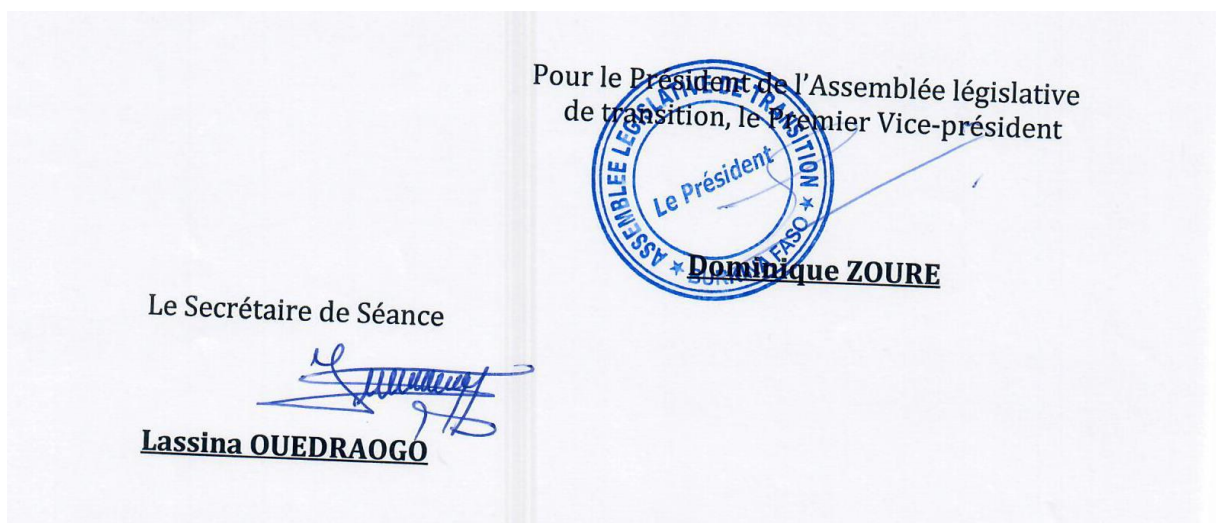 Pour le Président de l'Assemblée législative
de transition, le Premier Vice-président
ASSEMBLEE LEGISLATIVE DE TRANSITION
Le Président
BURKINA FASO
Dominique ZOURE
Le Secrétaire de Séance
Lassina OUEDRAOGO